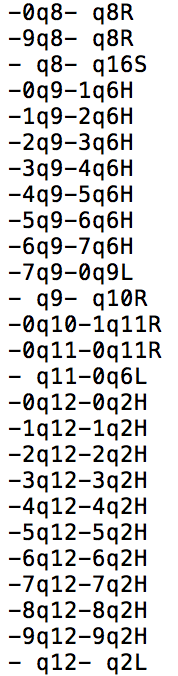 -0q8- q8R
-9q8- q8R
- q8- q16S
-0q9-1q6H
-1q9-2q6H
-2q9-3q6H
-3q9-4q6H
-4q9-5q6H
-5q9-6q6H
-6q9-7q6H
-7q9-0q9L
- q9- q10R
-0q10-1q11R
-0q11-0q11R
- q11-0q6L
-0q12-0q2H
-1q12-1q2H
-2q12-2q2H
-3q12-3q2H
-4q12-4q2H
-5q12-5q2H
-6q12-6q2H
-7q12-7q2H
-8q12-8q2H
-9q12-9q2H
- q12- q2L